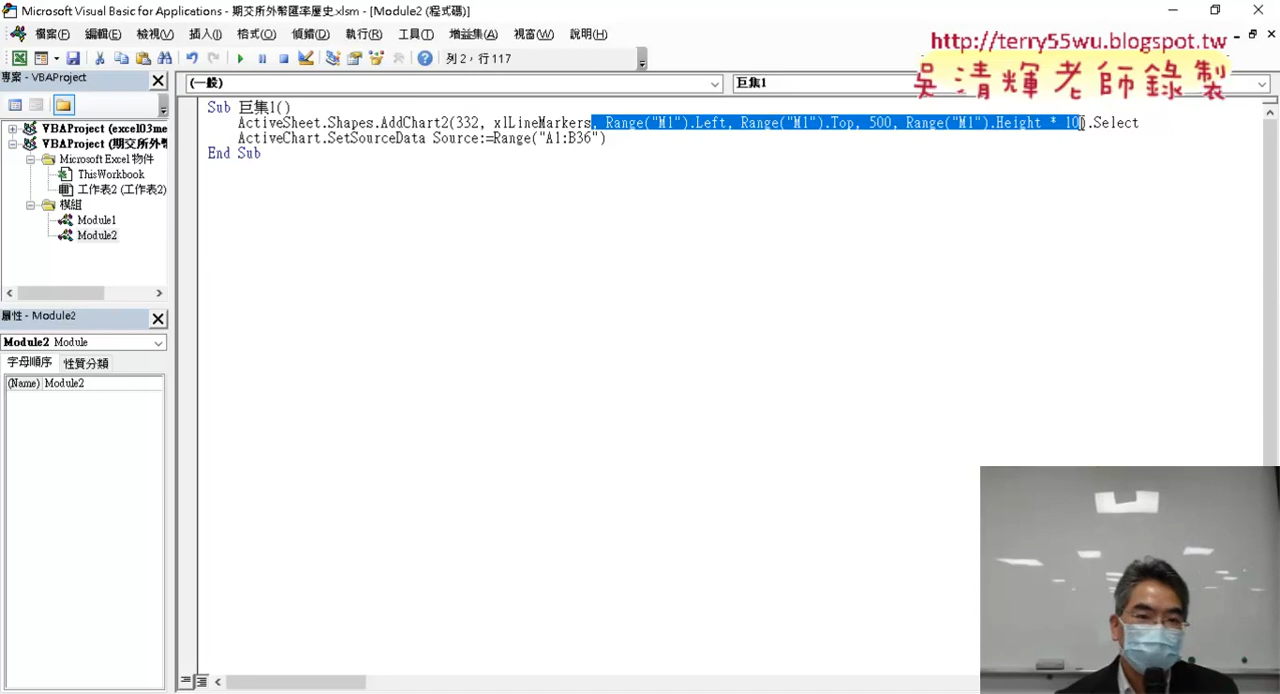 Microsoft Visual Basic for Applications - 期交所外幣匯率歷史.xlsm - [Module2 (程式碼)]
檔案(F) 編輯(E) 檢視(V) 插入(I) 格式(O) 偵錯(D) 執行(R) 工具(T) 增益集(A) 視窗(W) 說明(H)
http://terry55wu.blogspot.tw
吳清輝老師錄製
列 2，行 117
專案 - VBAProject
(一般)
巨集1
VBAProject (excel03me
VBAProject (期交所外幣
Microsoft Excel 物件
ThisWorkbook
工作表2 (工作表2)
模組
Module1
Module2
Sub 巨集1()
ActiveSheet.Shapes.AddChart2(332, xlLineMarkers, Range("M1").Left, Range("M1").Top, 500, Range("M1").Height * 10).Select
ActiveChart.SetSourceData Source:=Range("A1:B36")
End Sub
屬性 - Module2
Module2 Module
字母順序 性質分類
(Name) Module2